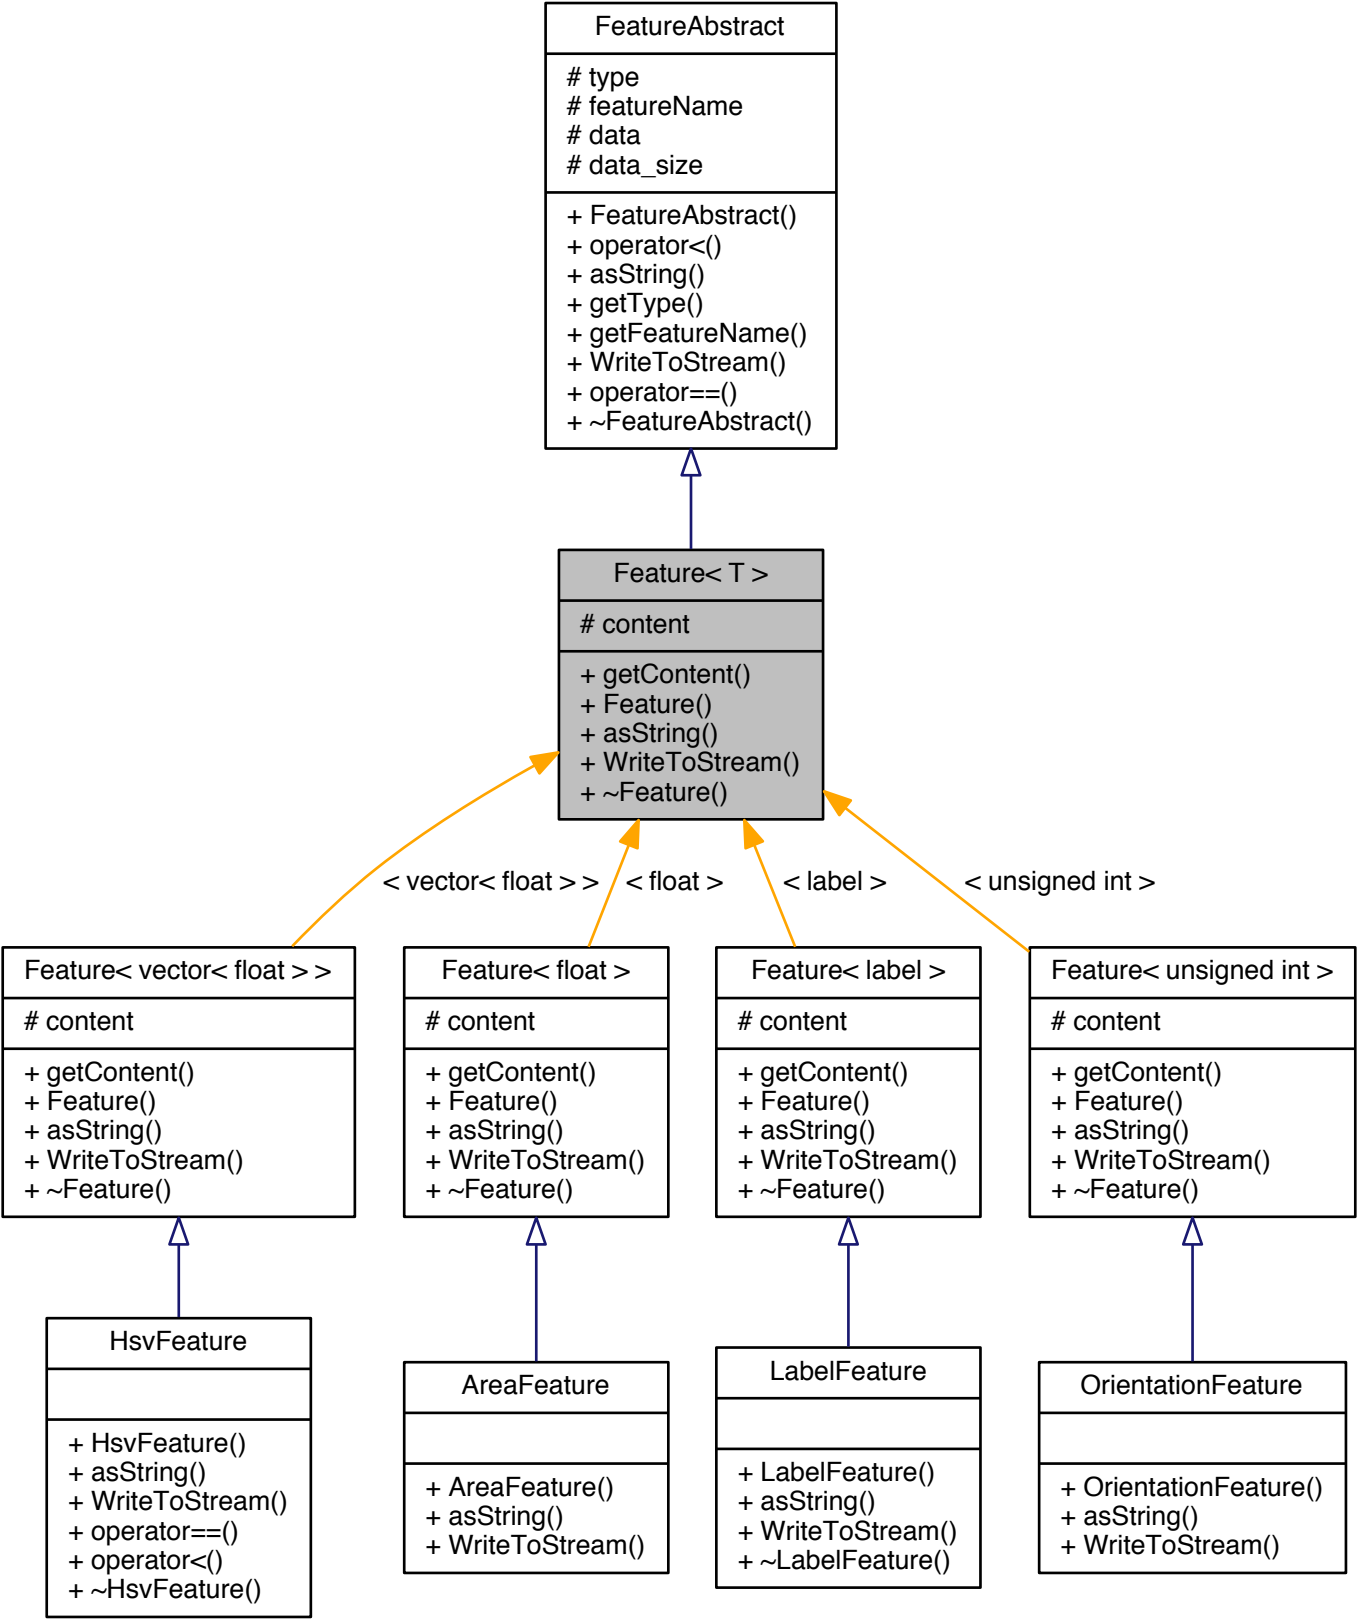 FeatureAbstract
# type
# featureName
# data
# data_size
+ FeatureAbstract()
+ operator<()
+ asString()
+ getType()
+ getFeatureName()
+ WriteToStream()
+ operator==()
+ ~FeatureAbstract()
Feature< T >
# content
+ getContent()
+ Feature()
+ asString()
+ WriteToStream()
+ ~Feature()
< vector< float > >
< float >
< label >
< unsigned int >
Feature< vector< float > >
# content
+ getContent()
+ Feature()
+ asString()
+ WriteToStream()
+ ~Feature()
Feature< float >
# content
+ getContent()
+ Feature()
+ asString()
+ WriteToStream()
+ ~Feature()
Feature< label >
# content
+ getContent()
+ Feature()
+ asString()
+ WriteToStream()
+ ~Feature()
Feature< unsigned int >
# content
+ getContent()
+ Feature()
+ asString()
+ WriteToStream()
+ ~Feature()
HsvFeature
+ HsvFeature()
+ asString()
+ WriteToStream()
+ operator==()
+ operator<()
+ ~HsvFeature()
AreaFeature
+ AreaFeature()
+ asString()
+ WriteToStream()
LabelFeature
+ LabelFeature()
+ asString()
+ WriteToStream()
+ ~LabelFeature()
OrientationFeature
+ OrientationFeature()
+ asString()
+ WriteToStream()